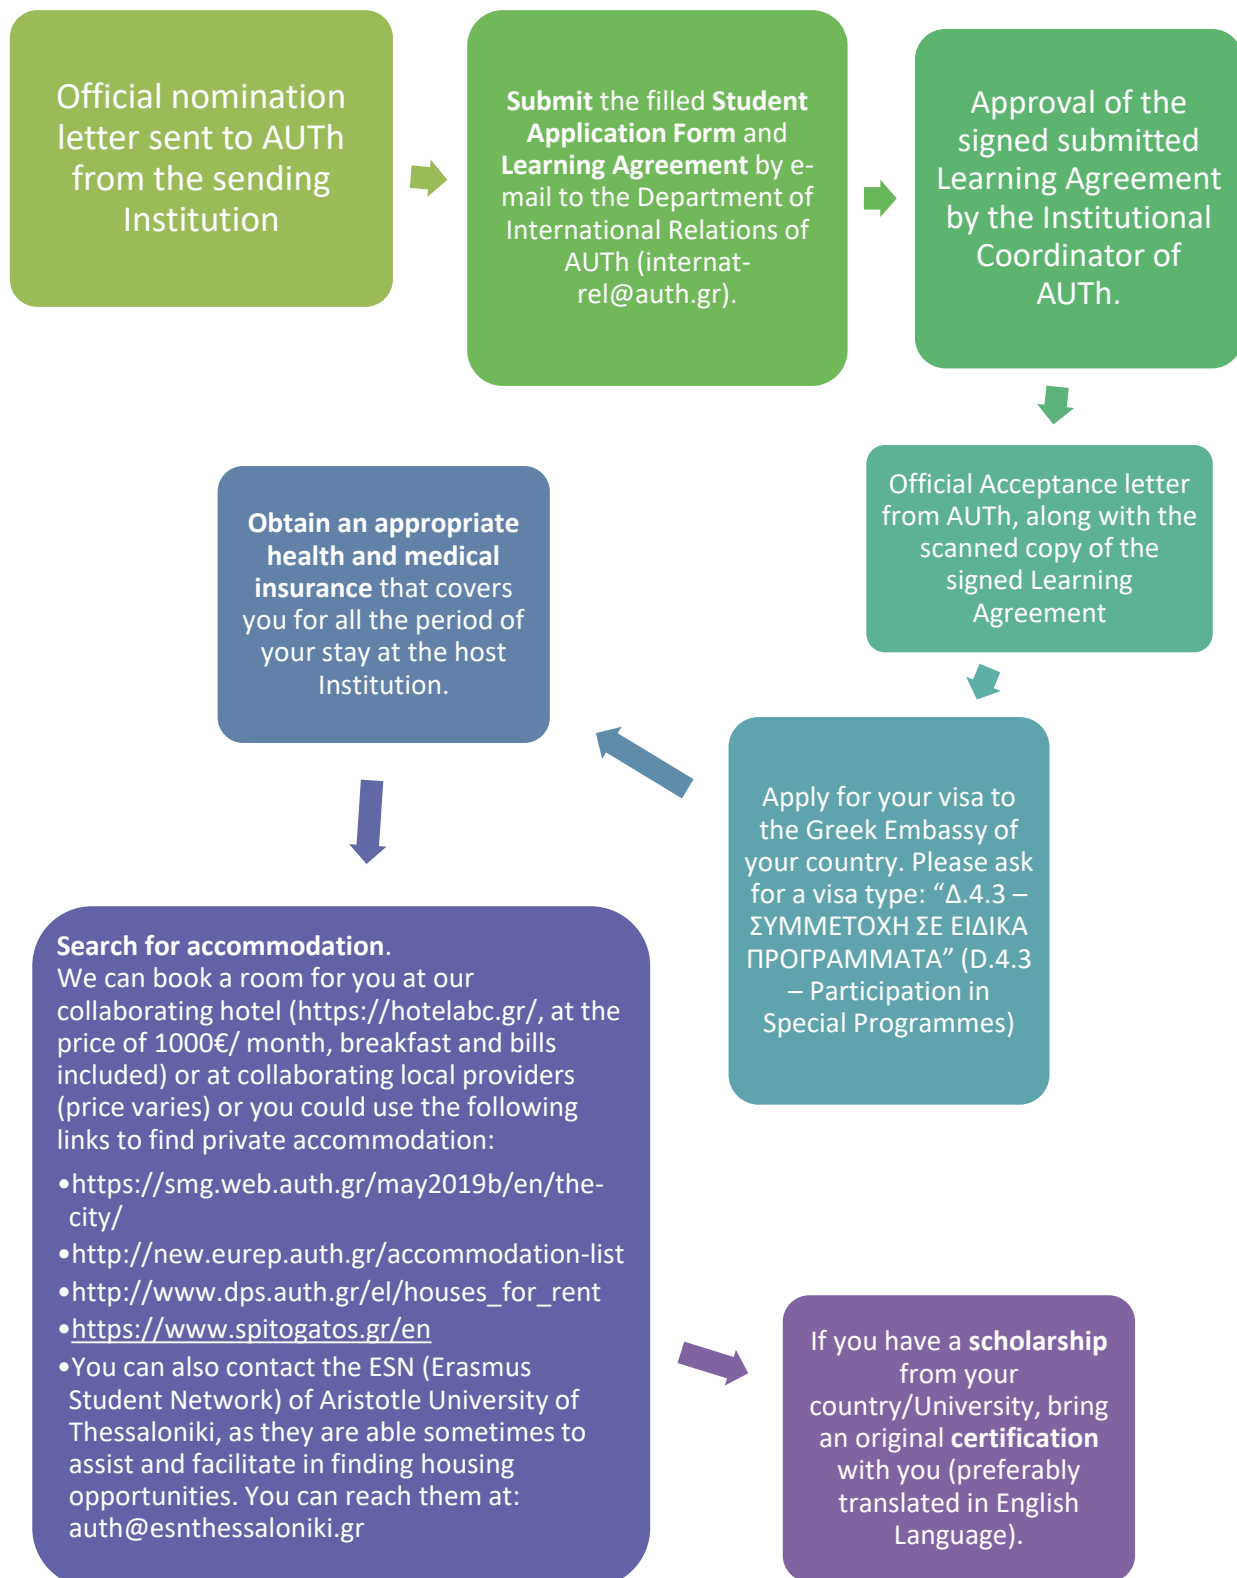 Official nomination
letter sent to AUTh
from the sending
Institution
Submit the filled Student
Application Form and
Learning Agreement by e-
mail to the Department of
International Relations of
AUTh (internat-
rel@auth.gr).
Approval of the
signed submitted
Learning Agreement
by the Institutional
Coordinator of
AUTh.
Official Acceptance letter
from AUTh, along with the
scanned copy of the
signed Learning
Agreement
Apply for your visa to
the Greek Embassy of
your country. Please ask
for a visa type: “Δ.4.3 –
ΣΥΜΜΕΤΟΧΗ ΣΕ ΕΙΔΙΚΑ
ΠΡΟΓΡΑΜΜΑΤΑ” (D.4.3
– Participation in
Special Programmes)
Obtain an appropriate
health and medical
insurance that covers
you for all the period of
your stay at the host
Institution.
Search for accommodation.
We can book a room for you at our
collaborating hotel (https://hotelabc.gr/, at the
price of 1000€/ month, breakfast and bills
included) or at collaborating local providers
(price varies) or you could use the following
links to find private accommodation:
•https://smg.web.auth.gr/may2019b/en/the-
city/
•http://new.eurep.auth.gr/accommodation-list
•http://www.dps.auth.gr/el/houses_for_rent
•https://www.spitogatos.gr/en
•You can also contact the ESN (Erasmus
Student Network) of Aristotle University of
Thessaloniki, as they are able sometimes to
assist and facilitate in finding housing
opportunities. You can reach them at:
auth@esnthessaloniki.gr
If you have a scholarship
from your
country/University, bring
an original certification
with you (preferably
translated in English
Language).